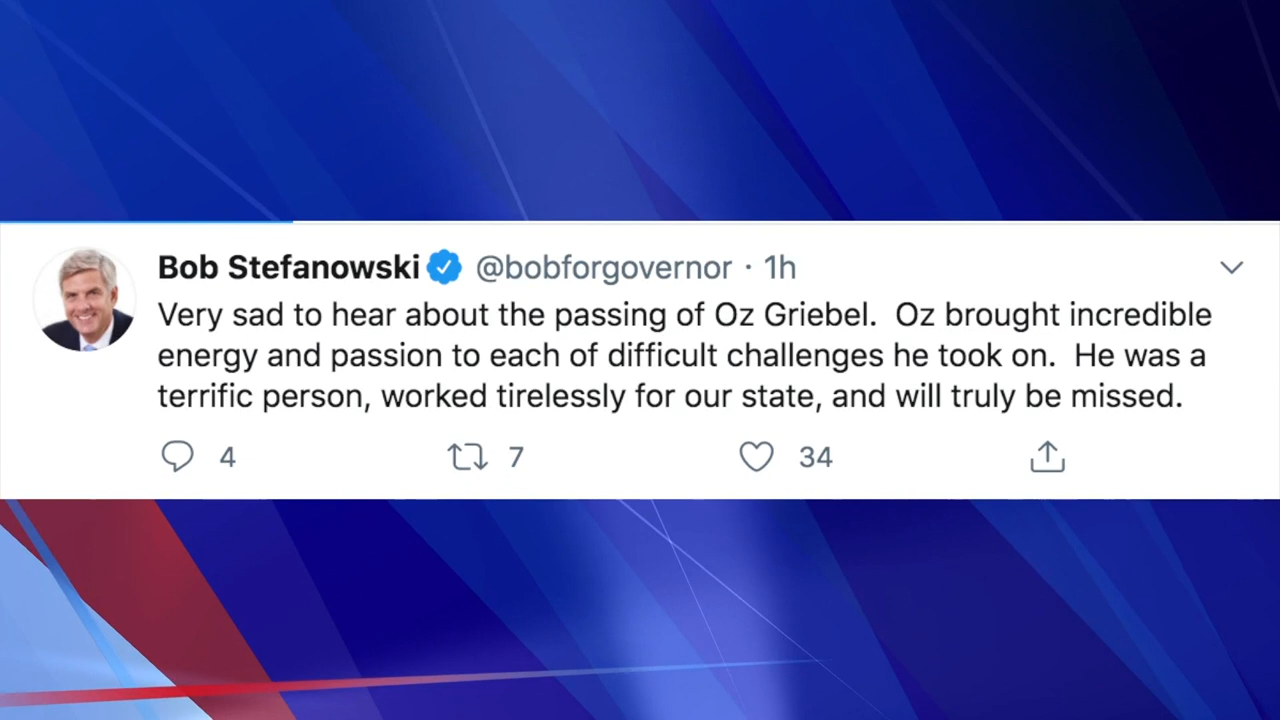 Bob Stefanowski @bobforgovernor · 1h
Very sad to hear about the passing of Oz Griebel.  Oz brought incredible
energy and passion to each of difficult challenges he took on.  He was a
terrific person, worked tirelessly for our state, and will truly be missed.
4 7 34